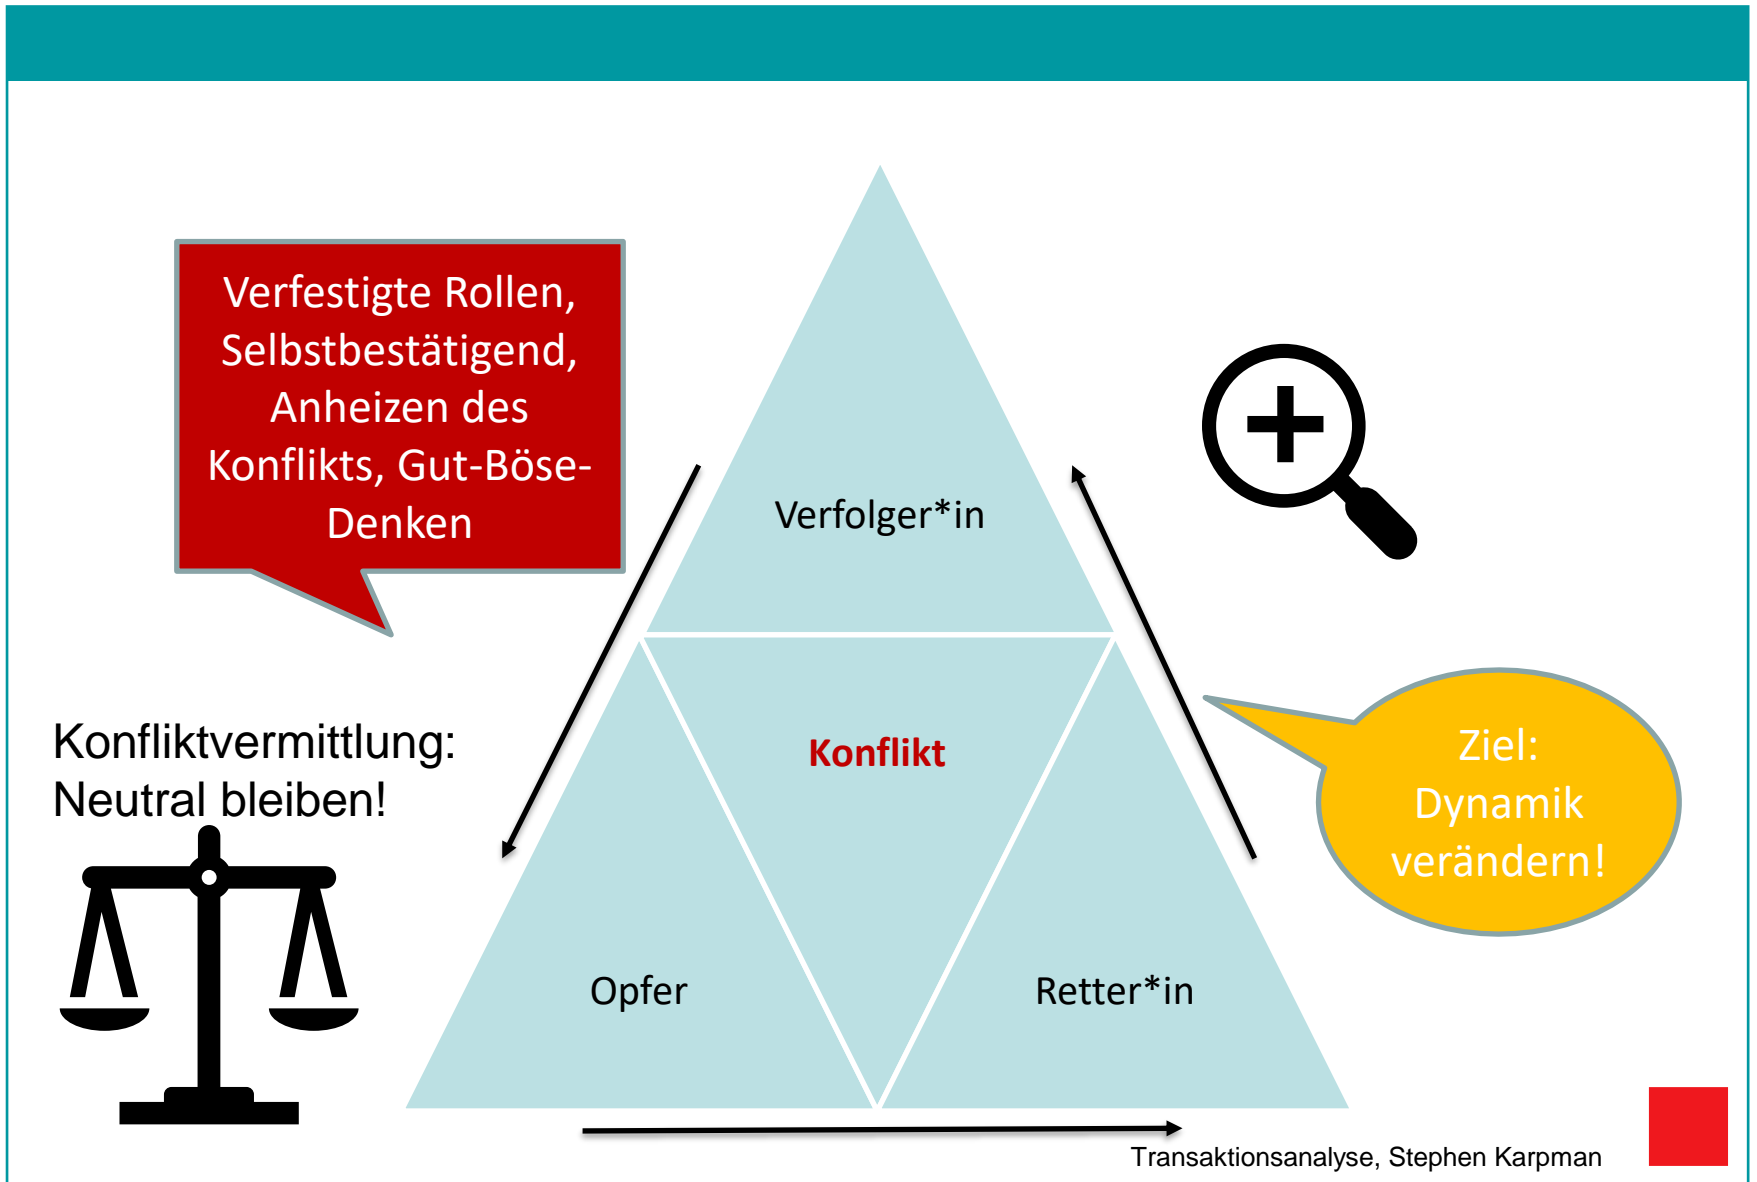 Verfestigte Rollen,
Selbstbestätigend,
Anheizen des
Konflikts, Gut-Böse-
Denken
Verfolger*in
Konfliktvermittlung:
Neutral bleiben!
Konflikt
Ziel:
Dynamik
verändern!
Opfer
Retter*in
Transaktionsanalyse, Stephen Karpman